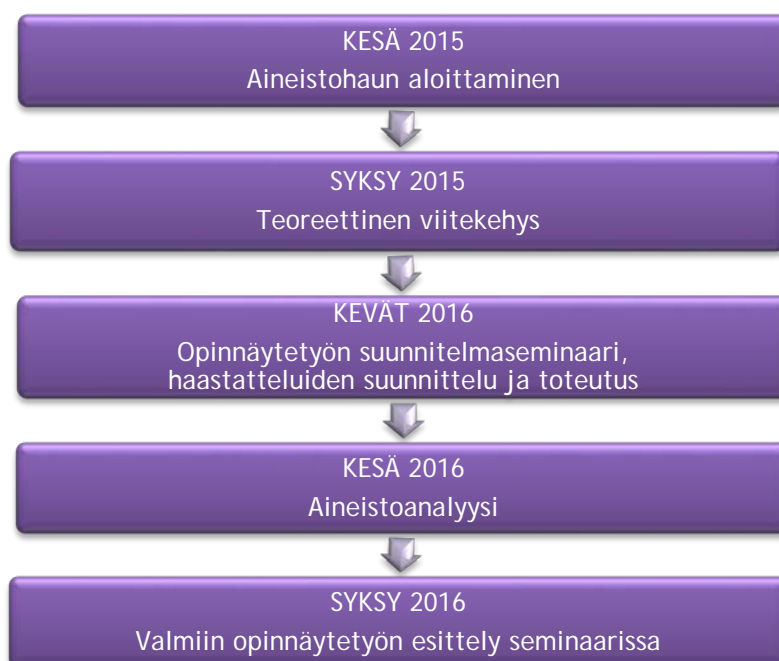 KESÄ 2015
Aineistohaun aloittaminen
SYKSY 2015
Teoreettinen viitekehys
KEVÄT 2016
Opinnäytetyön suunnitelmaseminaari,
haastatteluiden suunnittelu ja toteutus
KESÄ 2016
Aineistoanalyysi
SYKSY 2016
Valmiin opinnäytetyön esittely seminaarissa